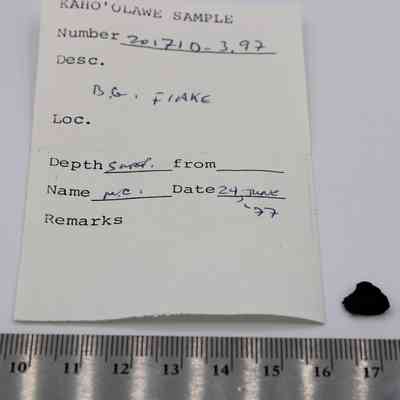 KAHO'OLAWE SAMPLE
Number 201710-3.97
Desc.
B.G. FLAKE
Loc.
Depth Surf. from
Name M.C. Date 24 June
'77
Remarks
10 11 12 13 14 15 16 17